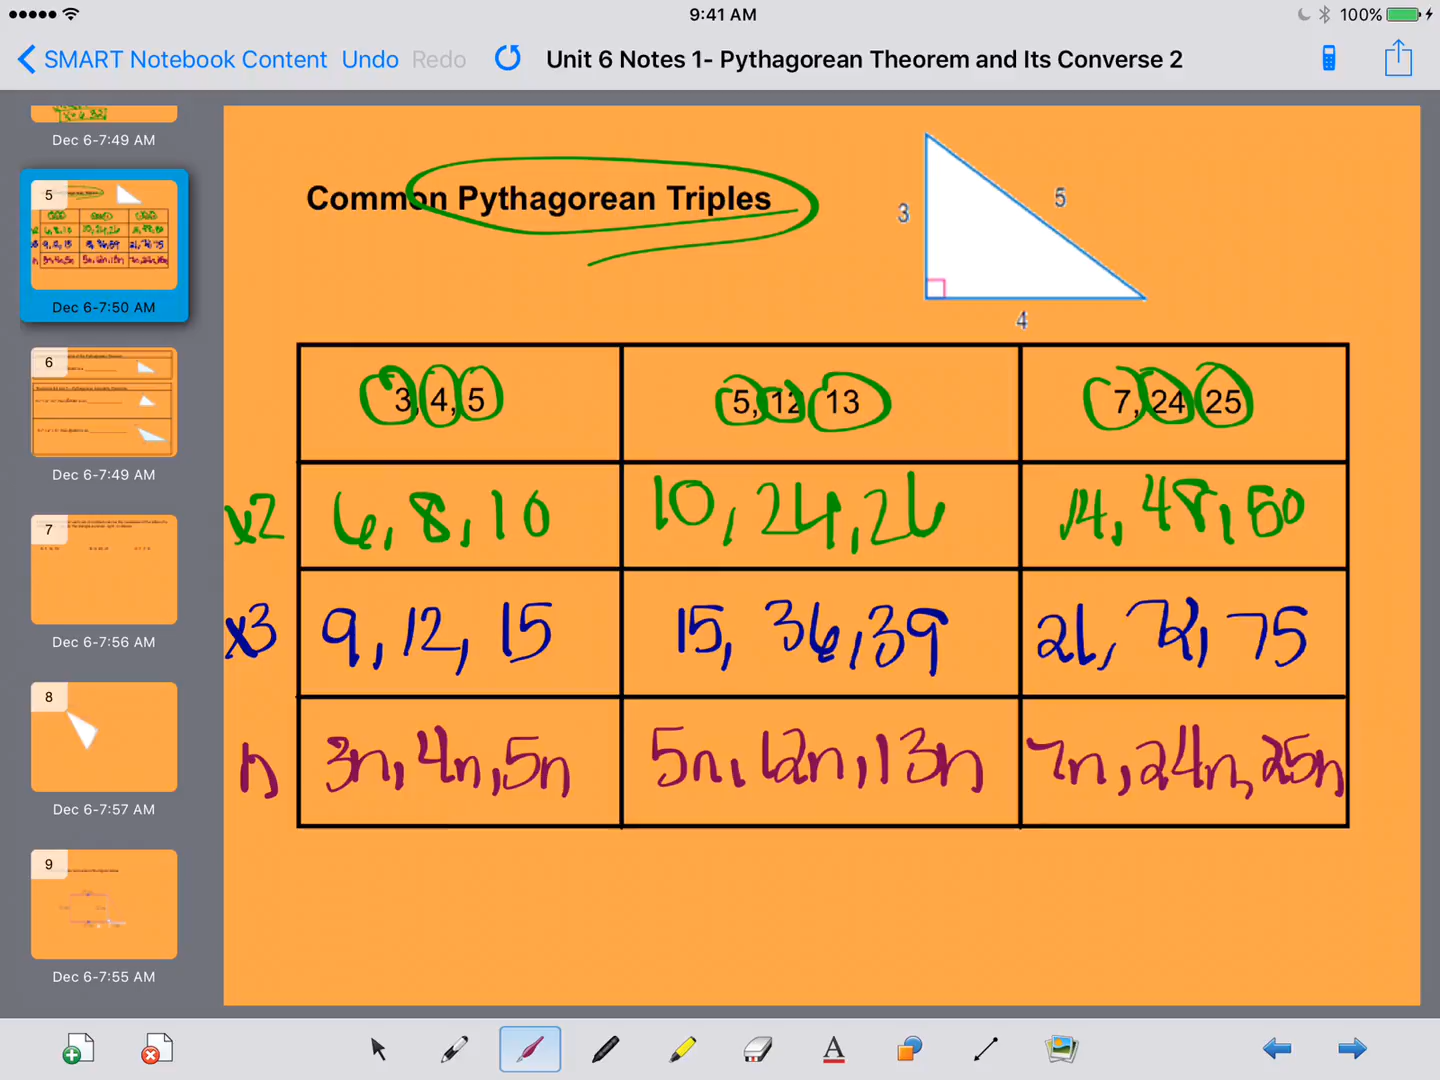 9:41 AM
100%
SMART Notebook Content Undo Redo Unit 6 Notes 1- Pythagorean Theorem and Its Converse 2
Dec 6-7:49 AM
5
Dec 6-7:50 AM
6
Dec 6-7:49 AM
7
Dec 6-7:56 AM
8
Dec 6-7:57 AM
9
Dec 6-7:55 AM
Common Pythagorean Triples
3
5
4
3, 4, 5 5, 12 13 7, 24 25
x2 6, 8, 10 10, 24, 26 14, 48, 50
x3 9, 12, 15 15, 36, 39 21, 72, 75
n 3n, 4n, 5n 5n, 12n, 13n 7n, 24n, 25n
A